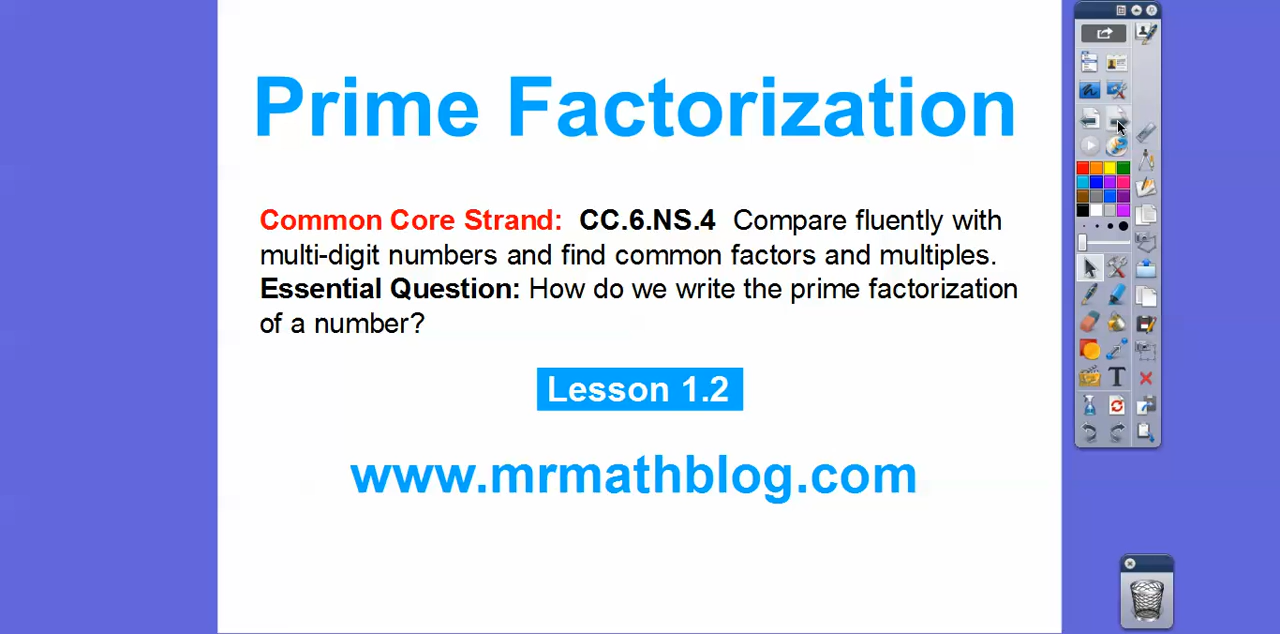 Prime Factorization
Common Core Strand: CC.6.NS.4 Compare fluently with
multi-digit numbers and find common factors and multiples.
Essential Question: How do we write the prime factorization
of a number?
Lesson 1.2
www.mrmathblog.com